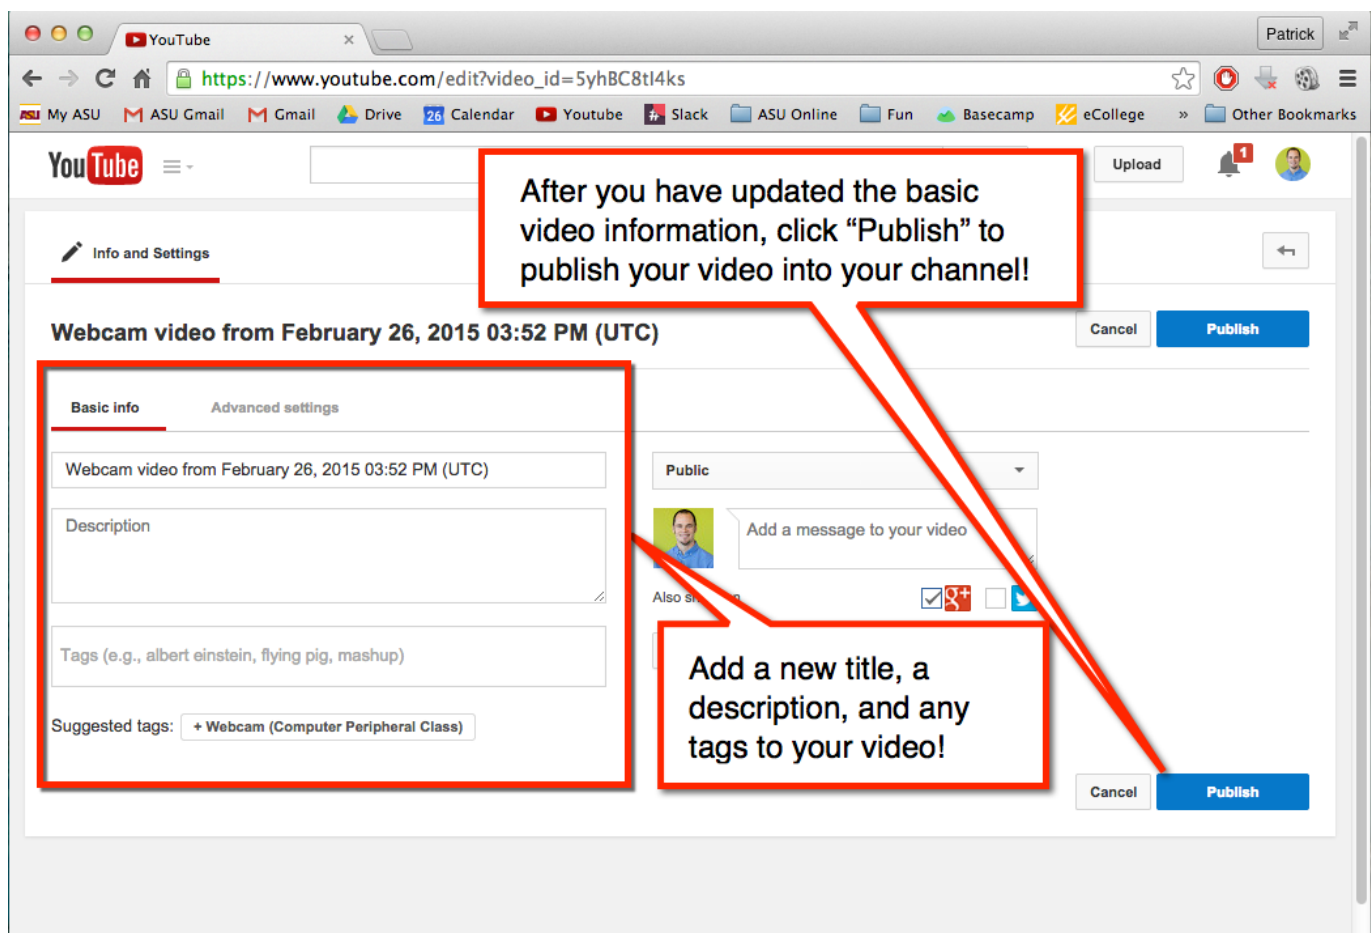 YouTube
Patrick
https://www.youtube.com/edit?video_id=5yhBC8tI4ks
ASU My ASU ASU Gmail Gmail Drive 26 Calendar Youtube Slack ASU Online Fun Basecamp eCollege » Other Bookmarks
YouTube
Upload
1
After you have updated the basic
video information, click “Publish” to
publish your video into your channel!
Info and Settings
Webcam video from February 26, 2015 03:52 PM (UTC)
Cancel
Publish
Basic info
Advanced settings
Webcam video from February 26, 2015 03:52 PM (UTC)
Description
Tags (e.g., albert einstein, flying pig, mashup)
Suggested tags: + Webcam (Computer Peripheral Class)
Public
Add a message to your video
Also
g+
Add a new title, a
description, and any
tags to your video!
Cancel
Publish